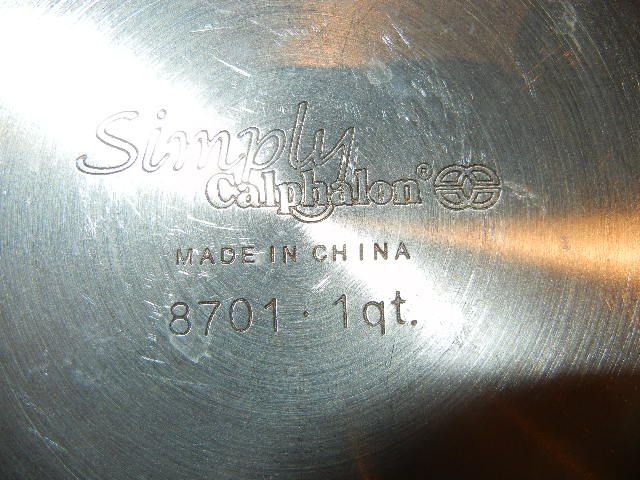 Simply
Calphalon®
MADE IN CHINA
8701 · 1qt.